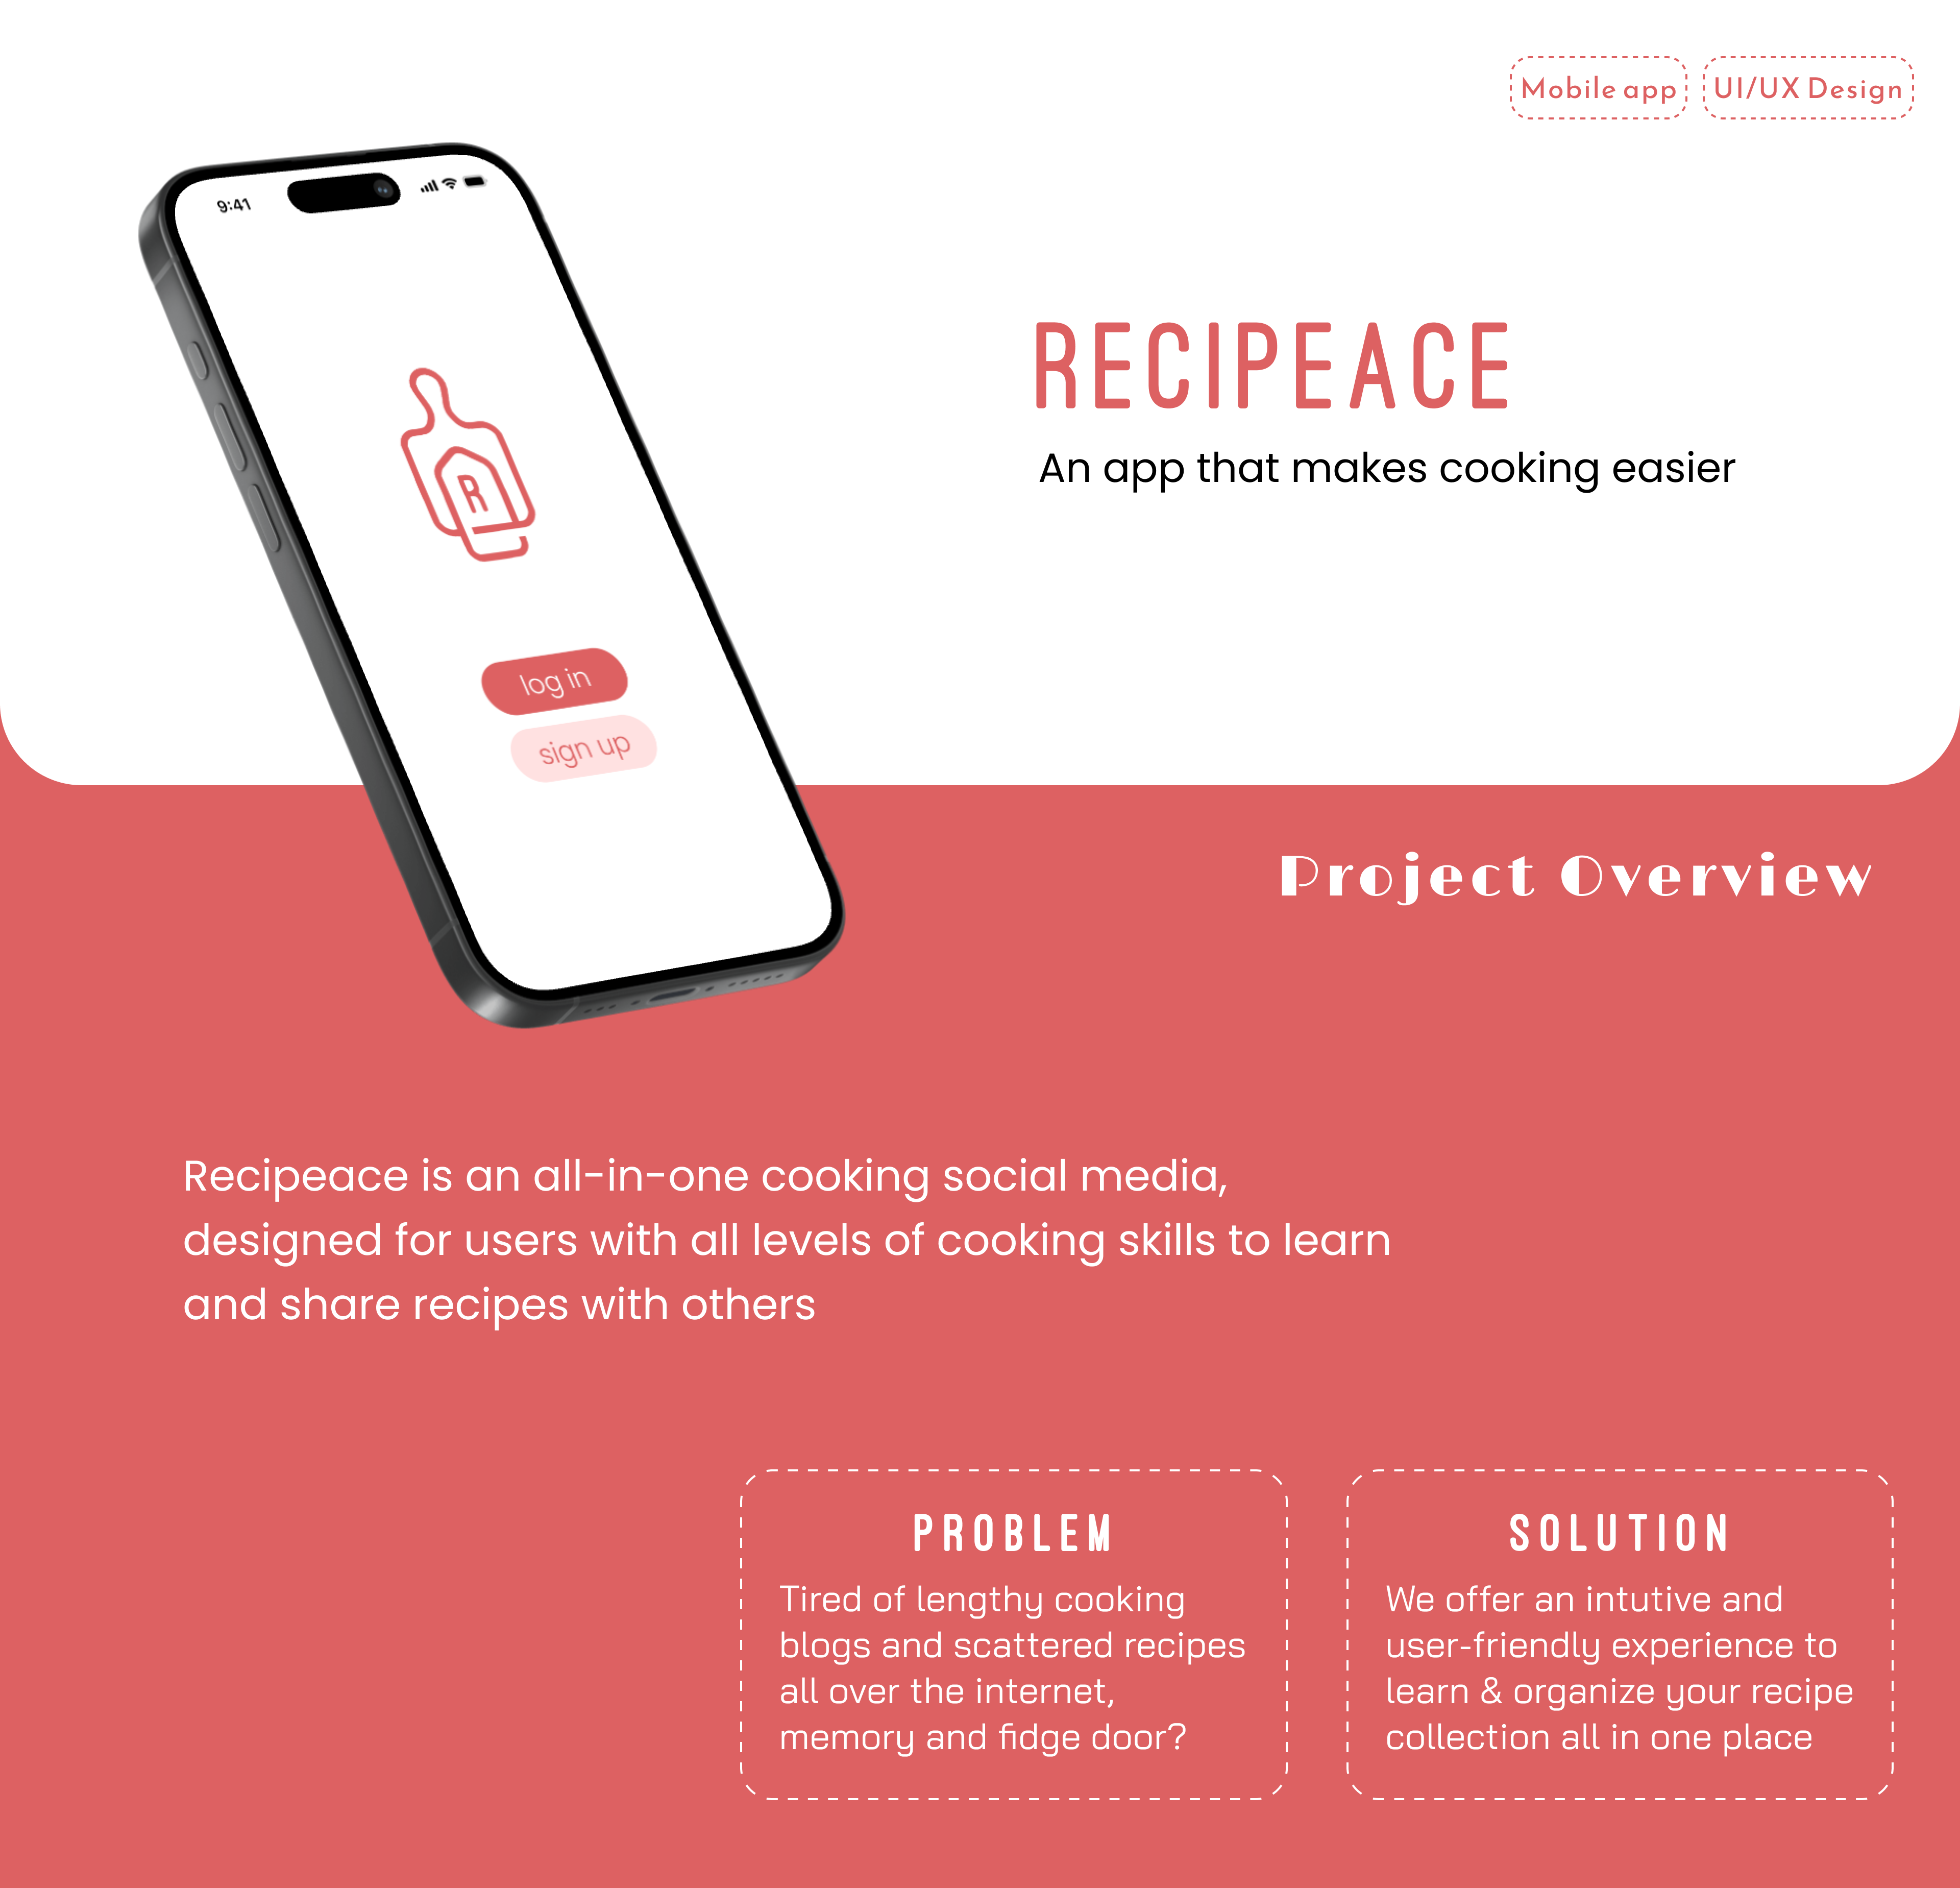 Mobile app
UI/UX Design
9:41
R
log in
sign up
RECIPEACE
An app that makes cooking easier
Project Overview
Recipeace is an all-in-one cooking social media,
designed for users with all levels of cooking skills to learn
and share recipes with others
PROBLEM
Tired of lengthy cooking
blogs and scattered recipes
all over the internet,
memory and fidge door?
SOLUTION
We offer an intutive and
user-friendly experience to
learn & organize your recipe
collection all in one place